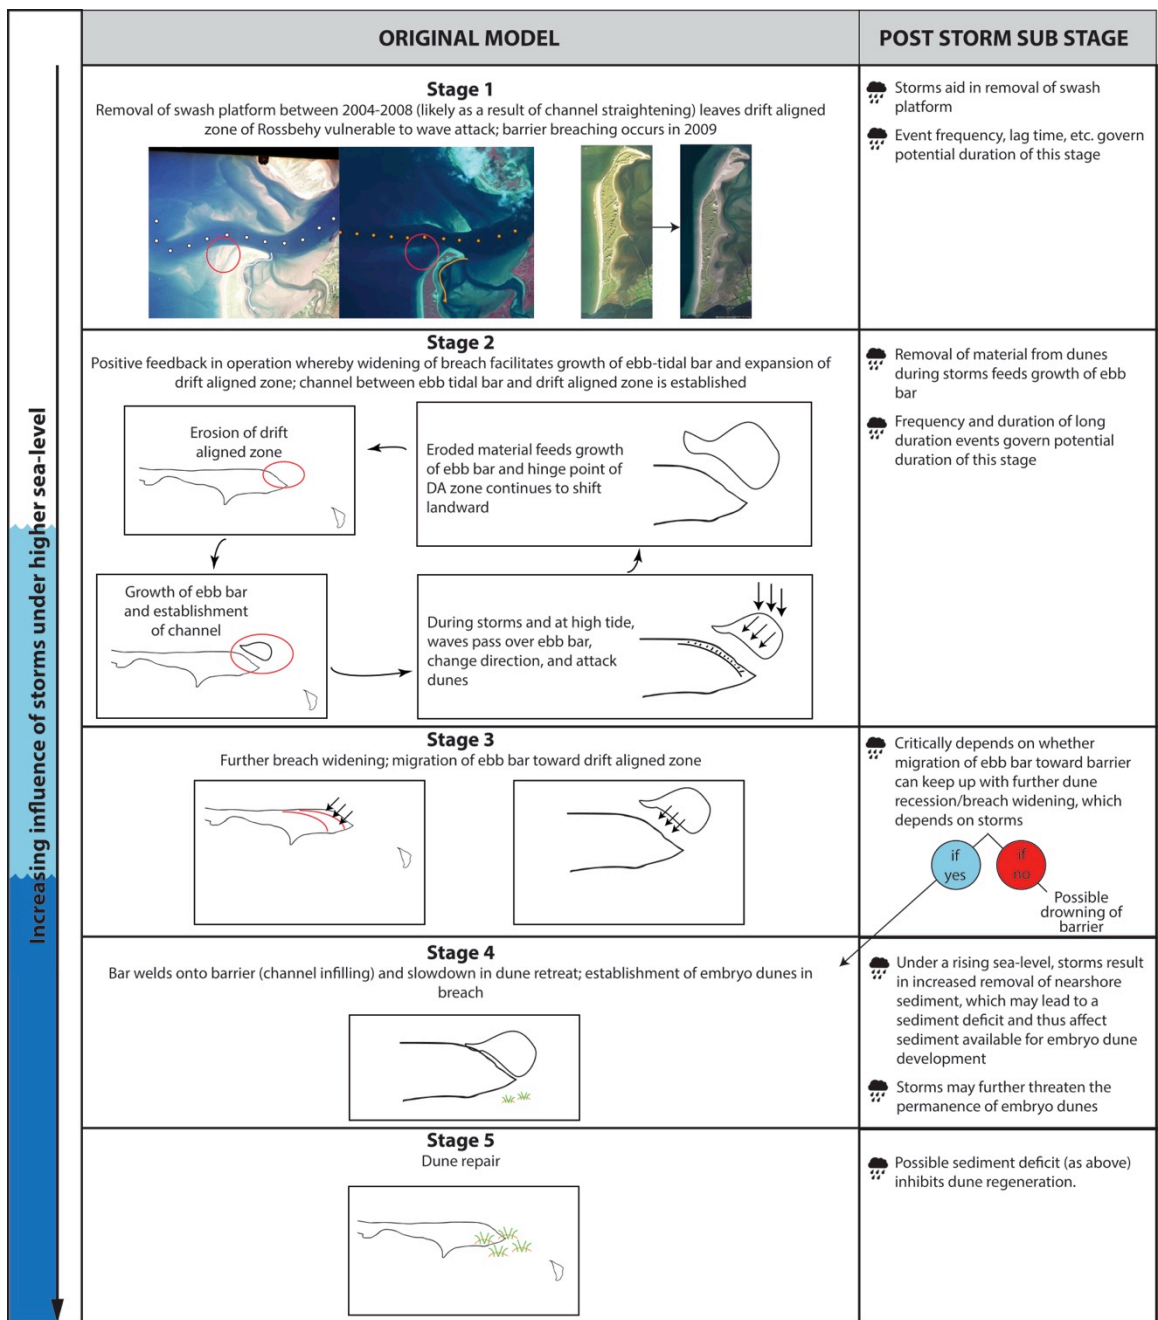 ORIGINAL MODEL
POST STORM SUB STAGE
Increasing influence of storms under higher sea-level
Stage 1
Removal of swash platform between 2004-2008 (likely as a result of channel straightening) leaves drift aligned
zone of Rossbehy vulnerable to wave attack; barrier breaching occurs in 2009
Storms aid in removal of swash
platform
Event frequency, lag time, etc. govern
potential duration of this stage
Stage 2
Positive feedback in operation whereby widening of breach facilitates growth of ebb-tidal bar and expansion of
drift aligned zone; channel between ebb tidal bar and drift aligned zone is established
Erosion of drift
aligned zone
Eroded material feeds growth
of ebb bar and hinge point of
DA zone continues to shift
landward
Growth of ebb bar
and establishment
of channel
During storms and at high tide,
waves pass over ebb bar,
change direction, and attack
dunes
Removal of material from dunes
during storms feeds growth of ebb
bar
Frequency and duration of long
duration events govern potential
duration of this stage
Stage 3
Further breach widening; migration of ebb bar toward drift aligned zone
Critically depends on whether
migration of ebb bar toward barrier
can keep up with further dune
recession/breach widening, which
depends on storms
if
yes
if
no
Possible
drowning of
barrier
Stage 4
Bar welds onto barrier (channel infilling) and slowdown in dune retreat; establishment of embryo dunes in
breach
Under a rising sea-level, storms result
in increased removal of nearshore
sediment, which may lead to a
sediment deficit and thus affect
sediment available for embryo dune
development
Storms may further threaten the
permanence of embryo dunes
Stage 5
Dune repair
Possible sediment deficit (as above)
inhibits dune regeneration.